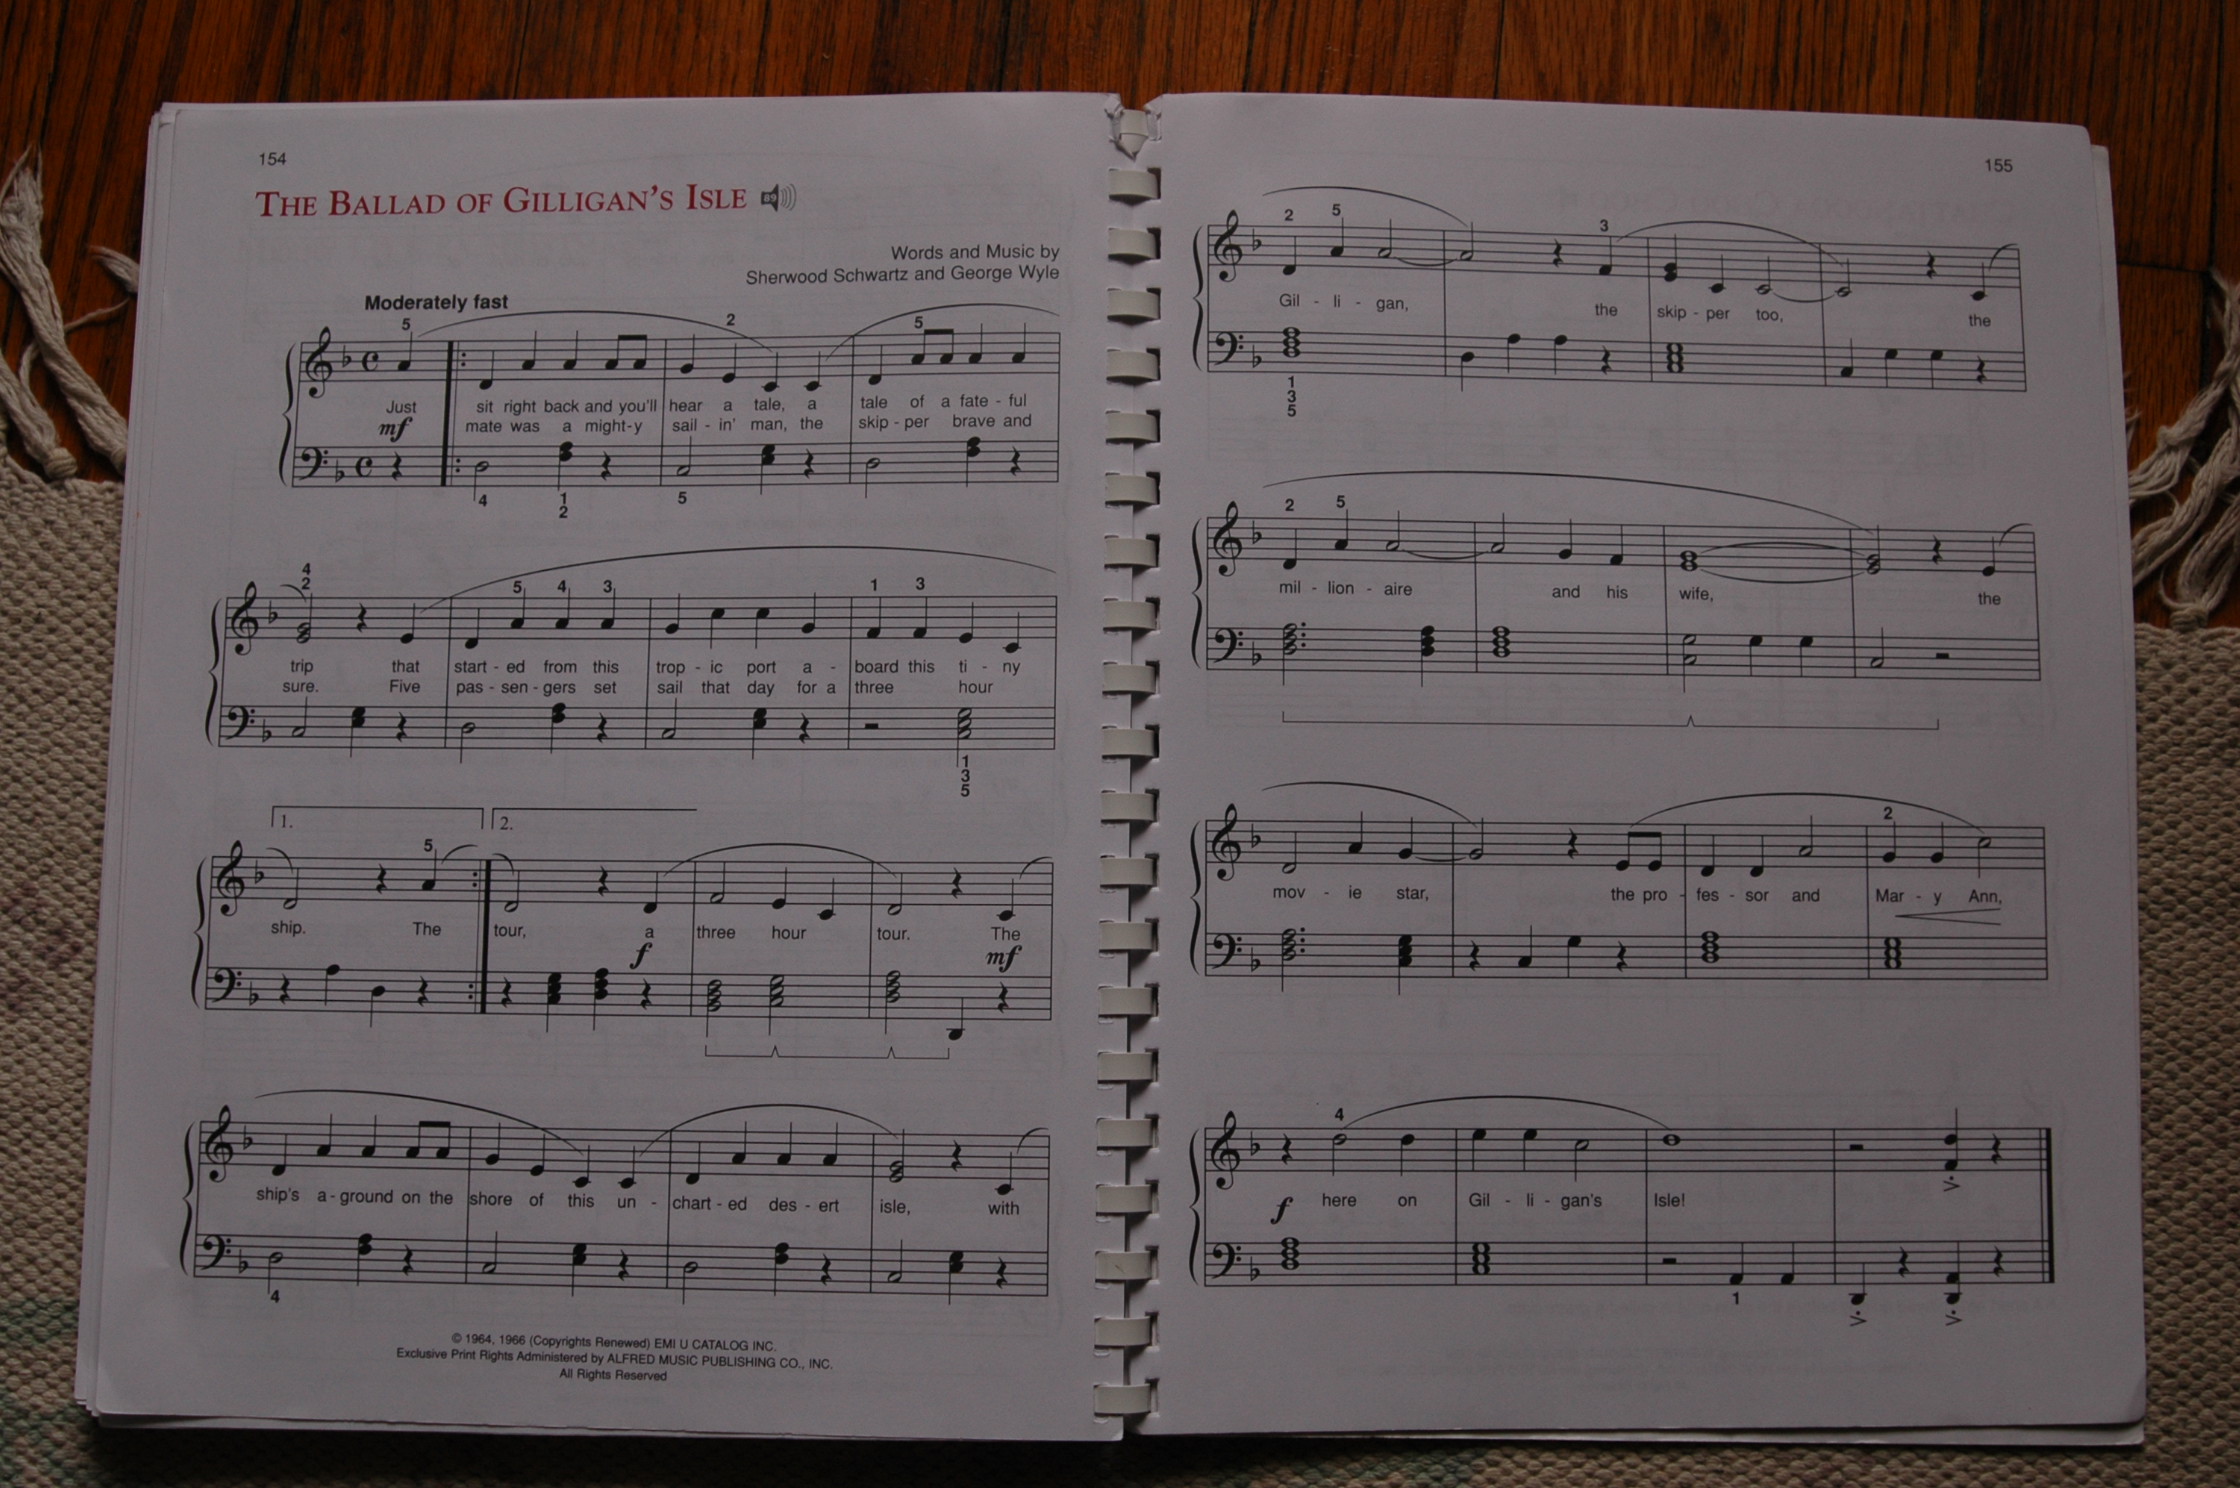 154
THE BALLAD OF GILLIGAN'S ISLE
89
Words and Music by
Sherwood Schwartz and George Wyle
Moderately fast
5 2 5
Just sit right back and you'll hear a tale, a tale of a fate - ful
mf mate was a might-y sail - in' man, the skip - per brave and
4 1 5
2
4
2 5 4 3 1 3
trip that start - ed from this trop - ic port a - board this ti - ny
sure. Five pas - sen - gers set sail that day for a three hour
1
3
5
1. 2.
5
ship. The tour, a three hour tour. The
f mf
ship's a - ground on the shore of this un - chart - ed des - ert isle, with
4
© 1964, 1966 (Copyrights Renewed) EMI U CATALOG INC.
Exclusive Print Rights Administered by ALFRED MUSIC PUBLISHING CO., INC.
All Rights Reserved
155
2 5 3
Gil - li - gan, the skip - per too, the
1
3
5
2 5
mil - lion - aire and his wife, the
2
mov - ie star, the pro - fes - sor and Mar - y Ann,
4
f here on Gil - li - gan's Isle!
1